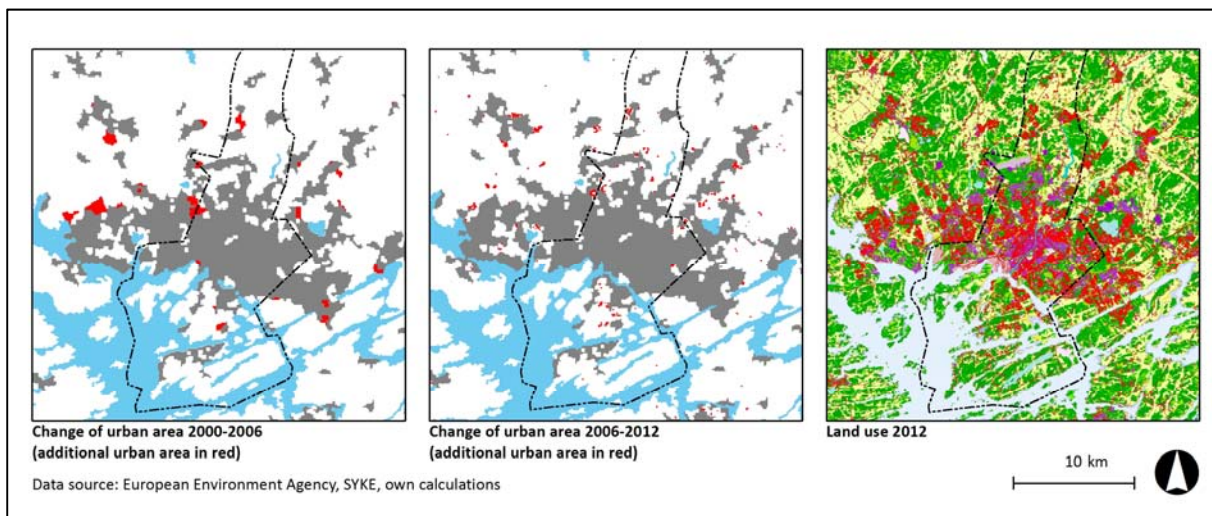 Change of urban area 2000-2006
(additional urban area in red)
Change of urban area 2006-2012
(additional urban area in red)
Land use 2012
Data source: European Environment Agency, SYKE, own calculations
10 km